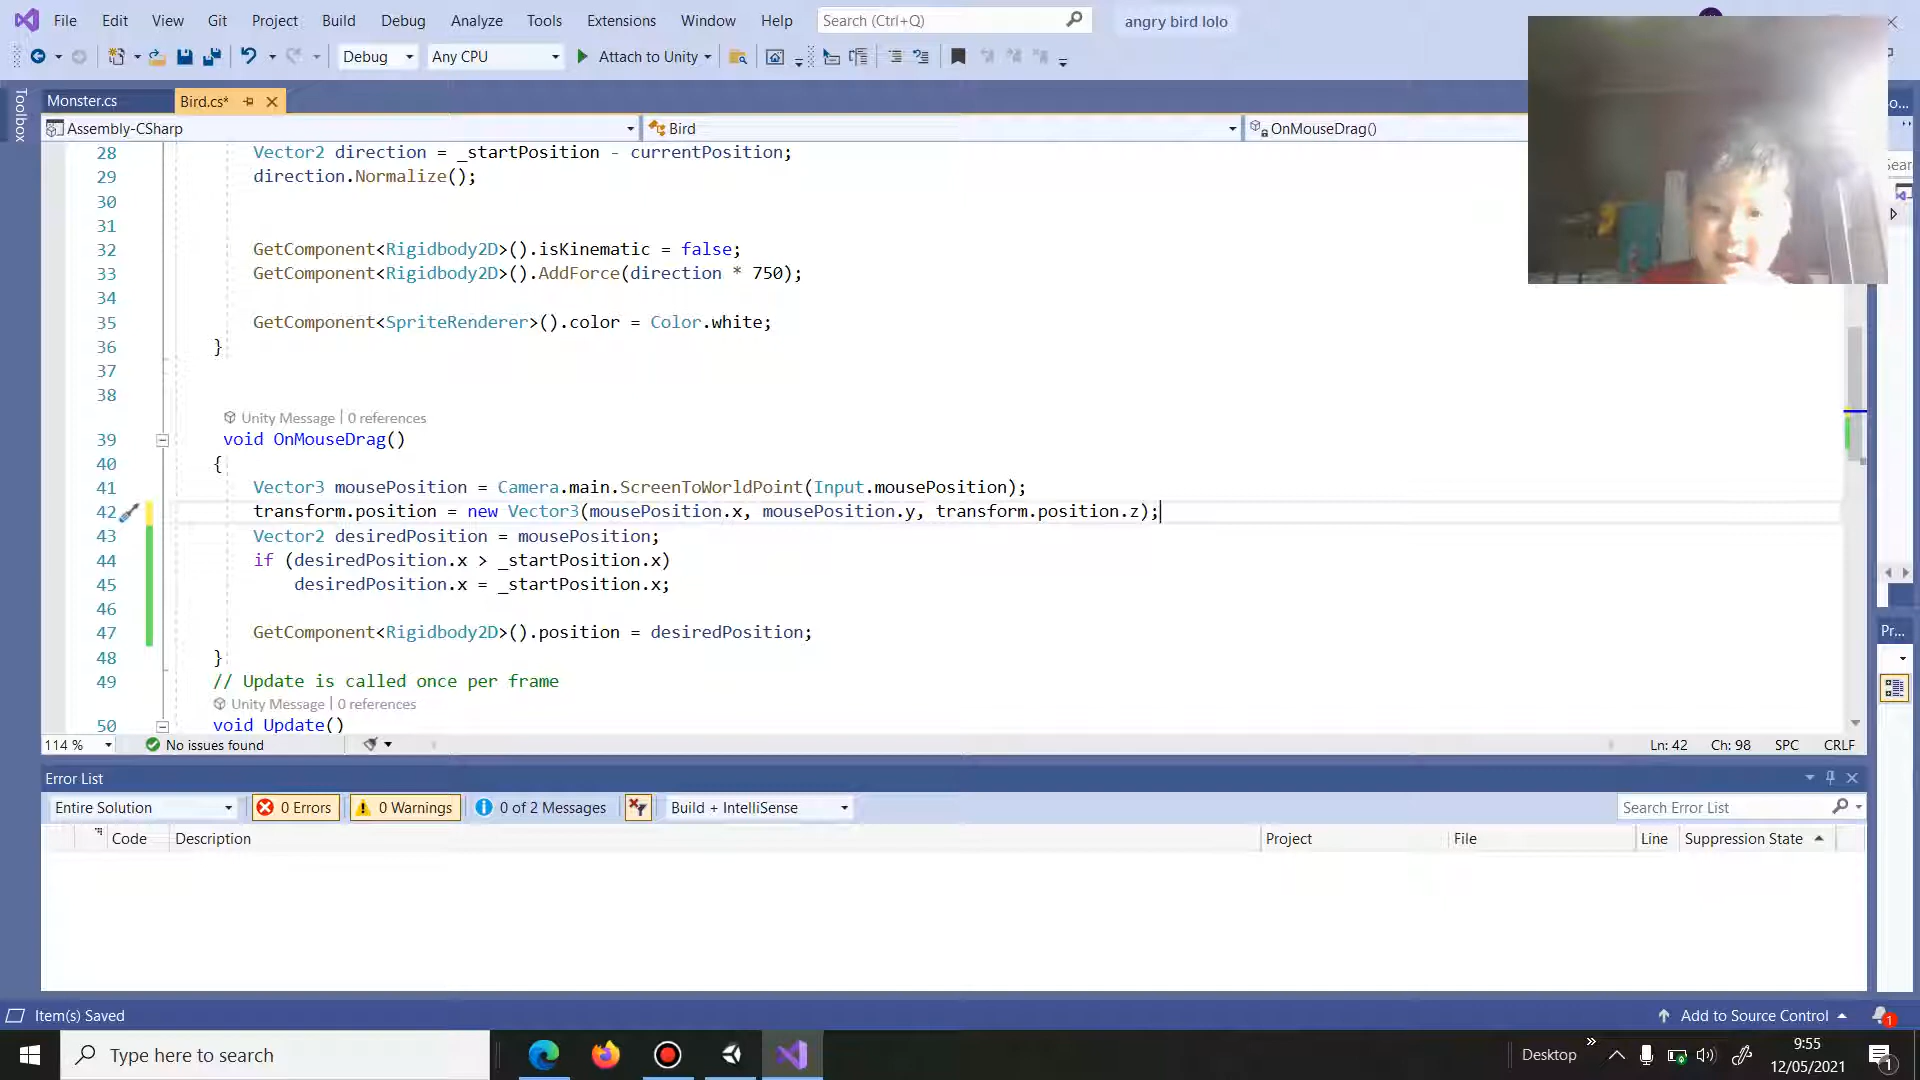 File Edit View Git Project Build Debug Analyze Tools Extensions Window Help Search (Ctrl+Q) angry bird lolo
Debug Any CPU Attach to Unity
Toolbox
Monster.cs Bird.cs*
Assembly-CSharp Bird OnMouseDrag()
28 Vector2 direction = _startPosition - currentPosition;
29 direction.Normalize();
30
31
32 GetComponent<Rigidbody2D>().isKinematic = false;
33 GetComponent<Rigidbody2D>().AddForce(direction * 750);
34
35 GetComponent<SpriteRenderer>().color = Color.white;
36 }
37
38
Unity Message | 0 references
39 void OnMouseDrag()
40 {
41 Vector3 mousePosition = Camera.main.ScreenToWorldPoint(Input.mousePosition);
42 transform.position = new Vector3(mousePosition.x, mousePosition.y, transform.position.z);
43 Vector2 desiredPosition = mousePosition;
44 if (desiredPosition.x > _startPosition.x)
45 desiredPosition.x = _startPosition.x;
46
47 GetComponent<Rigidbody2D>().position = desiredPosition;
48 }
49 // Update is called once per frame
Unity Message | 0 references
50 void Update()
114 % No issues found Ln: 42 Ch: 98 SPC CRLF
Pr...
Error List
Entire Solution 0 Errors 0 Warnings 0 of 2 Messages Build + IntelliSense Search Error List
Code Description Project File Line Suppression State
Item(s) Saved Add to Source Control 1
Type here to search Desktop 9:55
12/05/2021 1